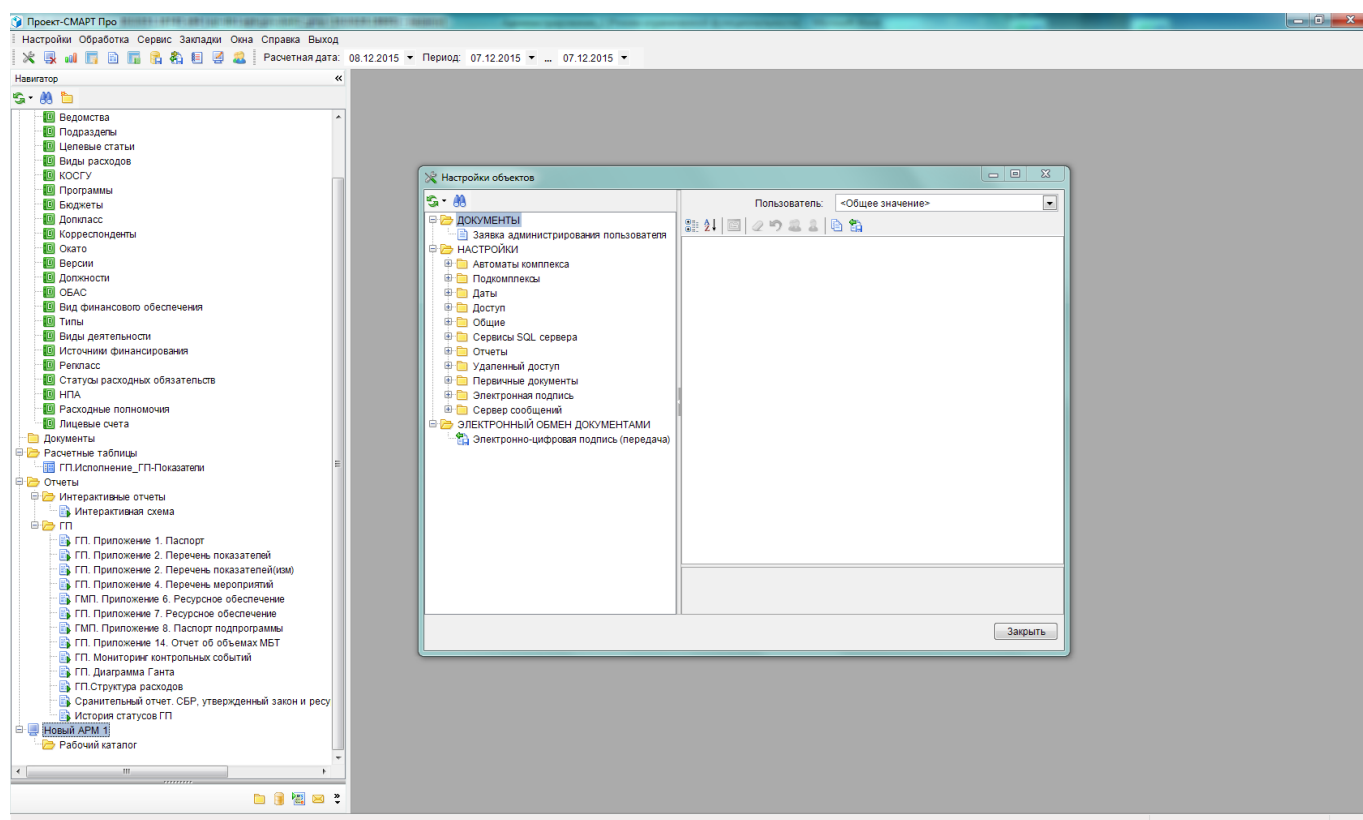 Проект-СМАРТ Про
Настройки Обработка Сервис Закладки Окна Справка Выход
Расчетная дата: 08.12.2015 Период: 07.12.2015 ... 07.12.2015
Навигатор
Ведомства
Подразделы
Целевые статьи
Виды расходов
КОСГУ
Программы
Бюджеты
Допкласс
Корреспонденты
Окато
Версии
Должности
ОБАС
Вид финансового обеспечения
Типы
Виды деятельности
Источники финансирования
Репкласс
Статусы расходных обязательств
НПА
Расходные полномочия
Лицевые счета
Документы
Расчетные таблицы
ГП.Исполнение_ГП-Показатели
Отчеты
Интерактивные отчеты
Интерактивная схема
ГП
ГП. Приложение 1. Паспорт
ГП. Приложение 2. Перечень показателей
ГП. Приложение 2. Перечень показателей(изм)
ГП. Приложение 4. Перечень мероприятий
ГМП. Приложение 6. Ресурсное обеспечение
ГП. Приложение 7. Ресурсное обеспечение
ГМП. Приложение 8. Паспорт подпрограммы
ГП. Приложение 14. Отчет об объемах МБТ
ГП. Мониторинг контрольных событий
ГП. Диаграмма Ганта
ГП.Структура расходов
Сранительный отчет. СБР, утвержденный закон и ресу
История статусов ГП
Новый АРМ 1
Рабочий каталог
Настройки объектов
Пользователь: <Общее значение>
ДОКУМЕНТЫ
Заявка администрирования пользователя
НАСТРОЙКИ
Автоматы комплекса
Подкомплексы
Даты
Доступ
Общие
Сервисы SQL сервера
Отчеты
Удаленный доступ
Первичные документы
Электронная подпись
Сервер сообщений
ЭЛЕКТРОННЫЙ ОБМЕН ДОКУМЕНТАМИ
Электронно-цифровая подпись (передача)
Закрыть